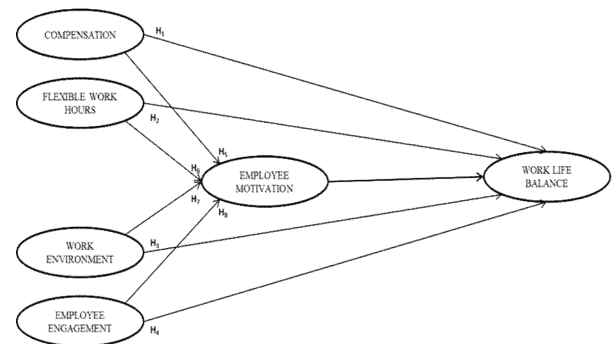 COMPENSATION
H1
FLEXIBLE WORK
HOURS
H2
H5
H6
EMPLOYEE
MOTIVATION
WORK LIFE
BALANCE
H7
H8
WORK
ENVIRONMENT
H3
EMPLOYEE
ENGAGEMENT
H4